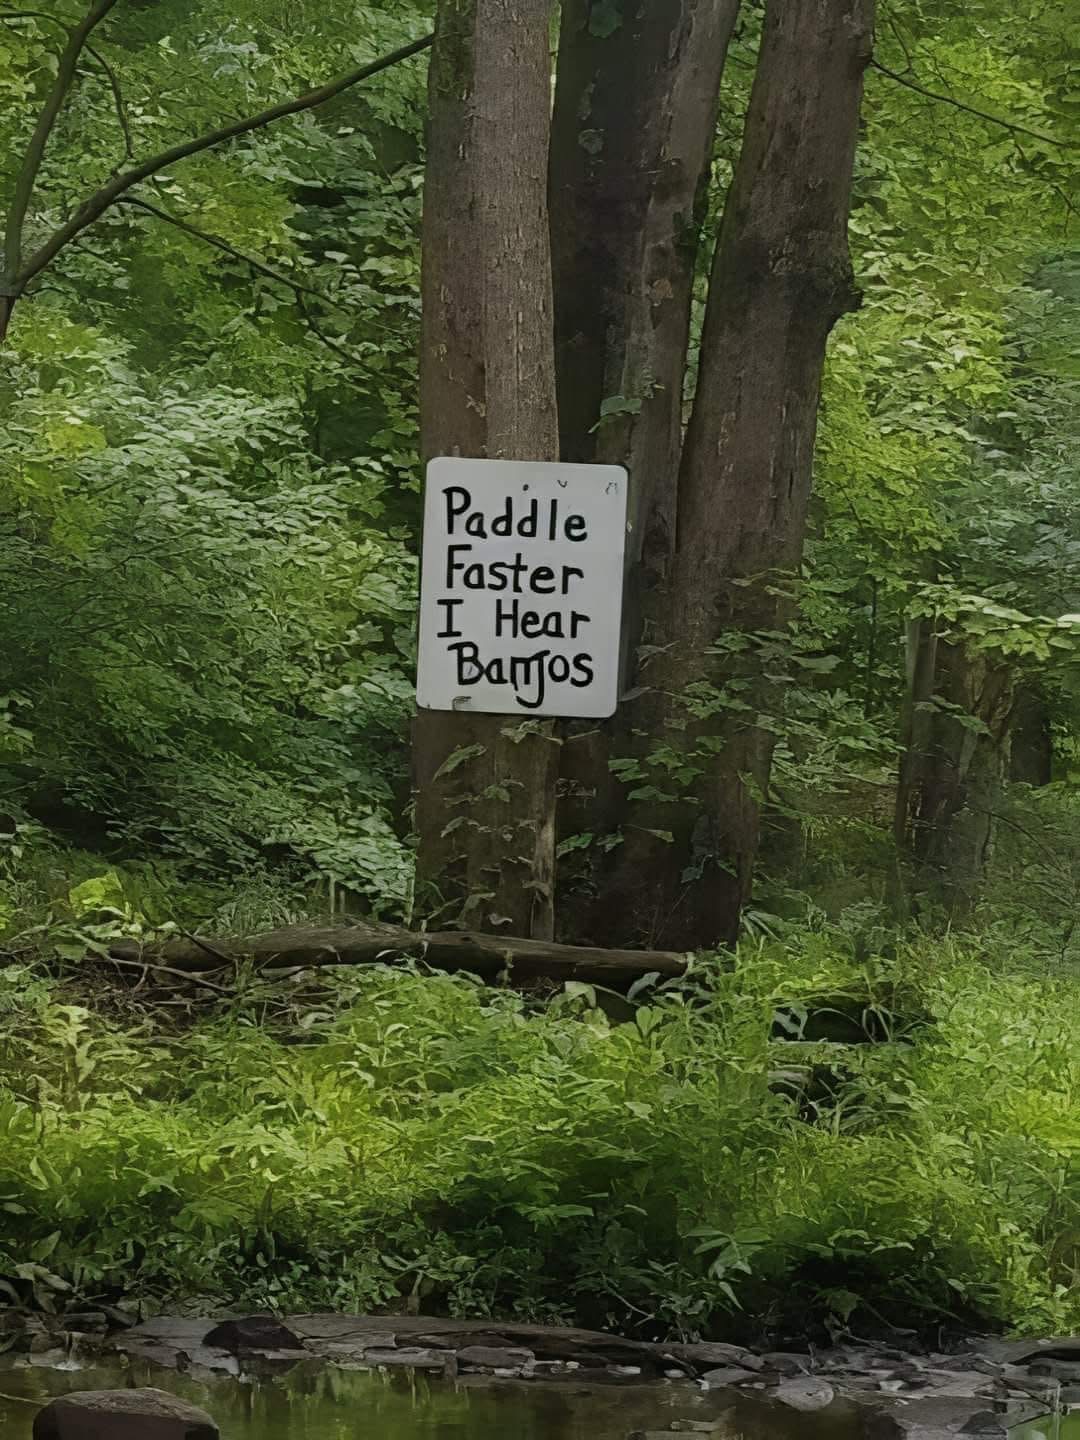 Paddle
Faster
I Hear
Banjos